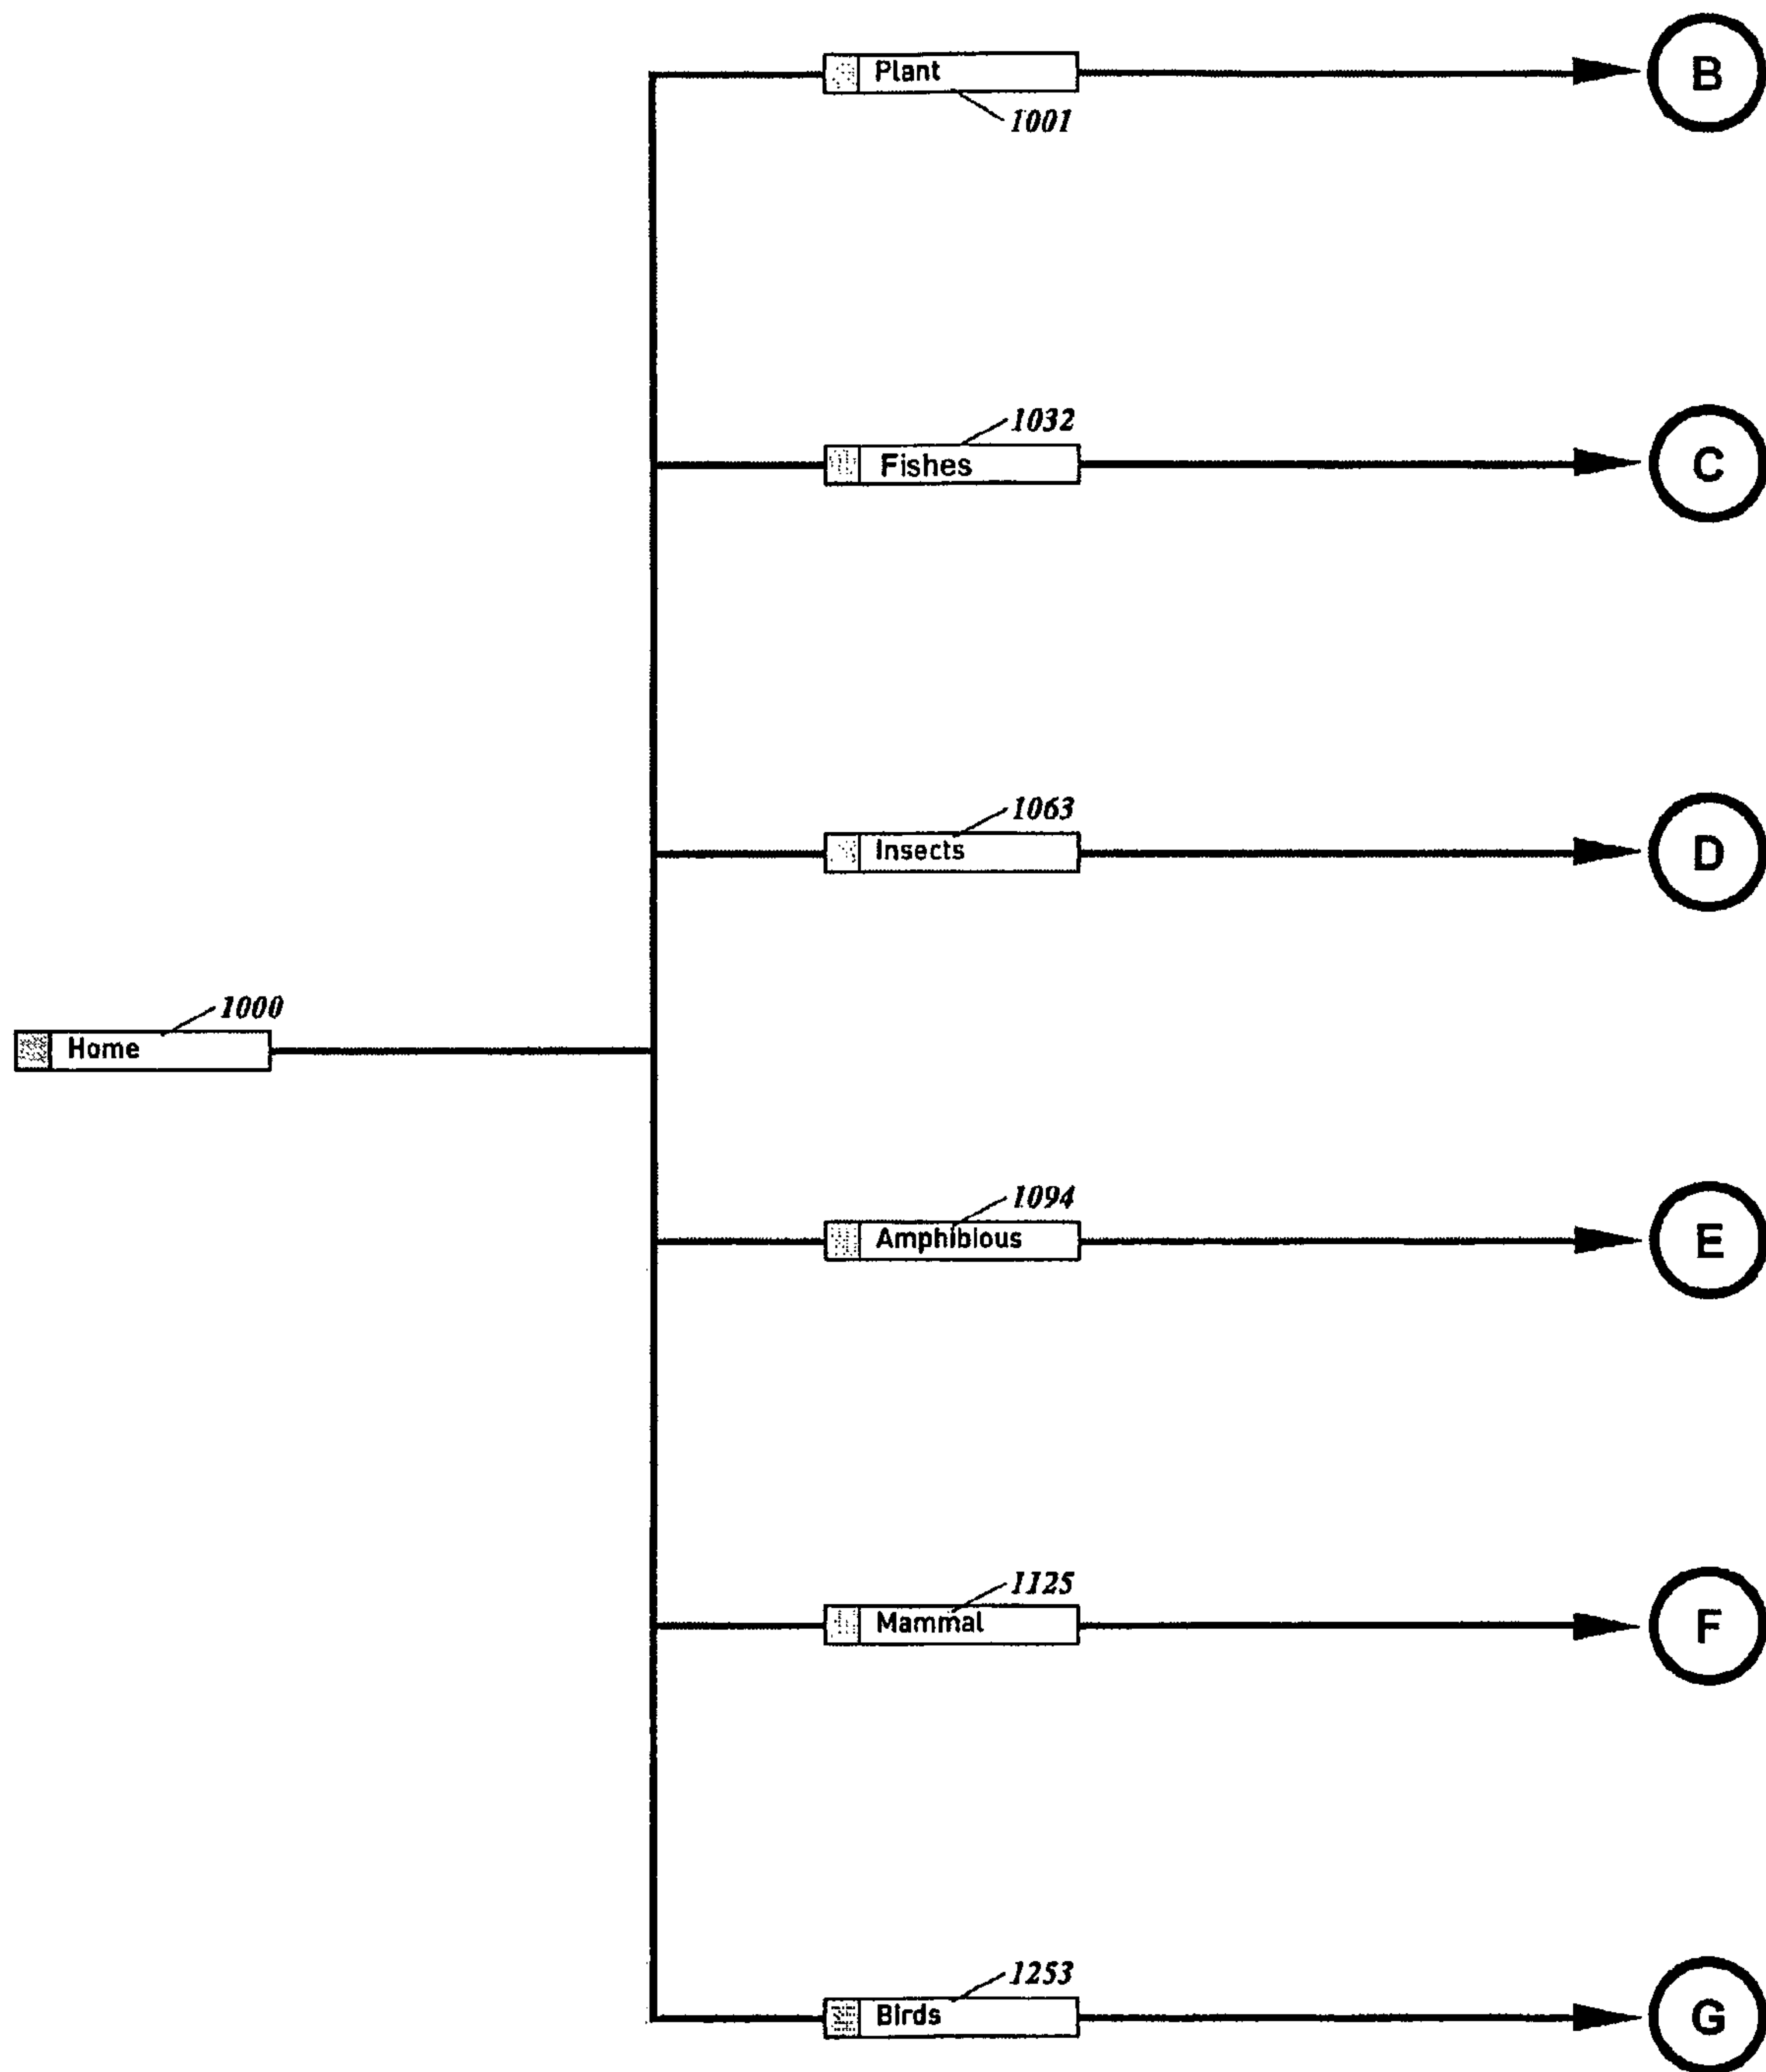 Plant
B
1001
1032
Fishes
C
1063
Insects
D
1000
Home
1094
Amphibious
E
1125
Mammal
F
1253
Birds
G